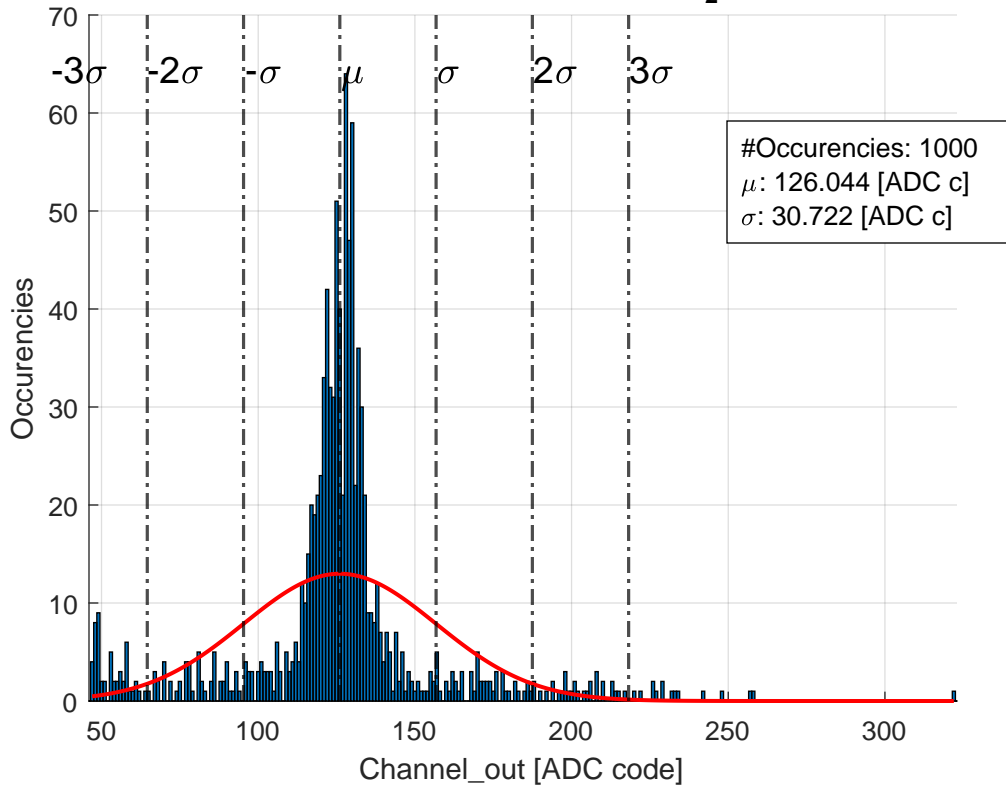 2
70
60
50
40
30
20
10
0
-3σ -2σ -σ μ σ 2σ 3σ
#Occurencies: 1000
μ: 126.044 [ADC c]
σ: 30.722 [ADC c]
Occurencies
50 100 150 200 250 300
Channel_out [ADC code]